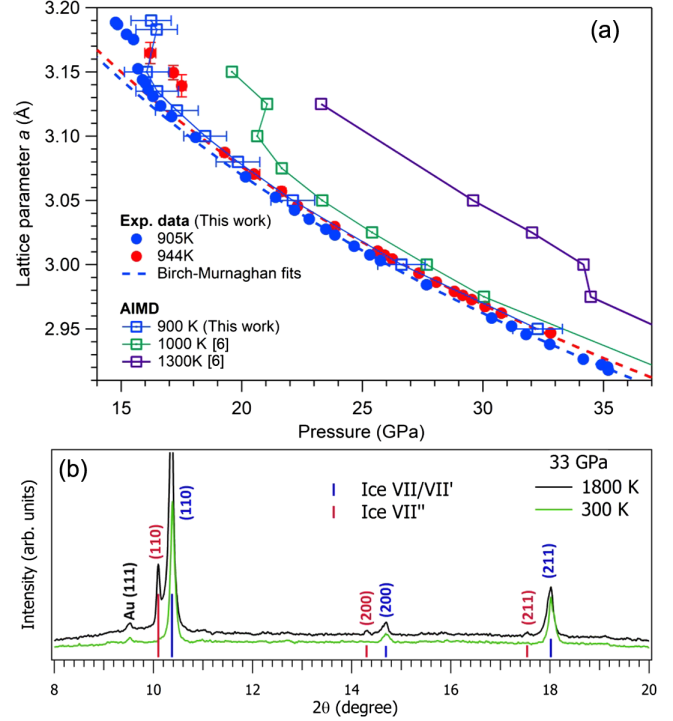 (a)
3.20
3.15
3.10
3.05
3.00
2.95
Lattice parameter a (Å)
Exp. data (This work)
905K
944K
Birch-Murnaghan fits
AIMD
900 K (This work)
1000 K [6]
1300K [6]
15 20 25 30 35
Pressure (GPa)
(b)
33 GPa
1800 K
300 K
Ice VII/VII'
Ice VII''
Intensity (arb. units)
Au (111)
(110)
(110)
(200)
(200)
(211)
(211)
8 10 12 14 16 18 20
2θ (degree)